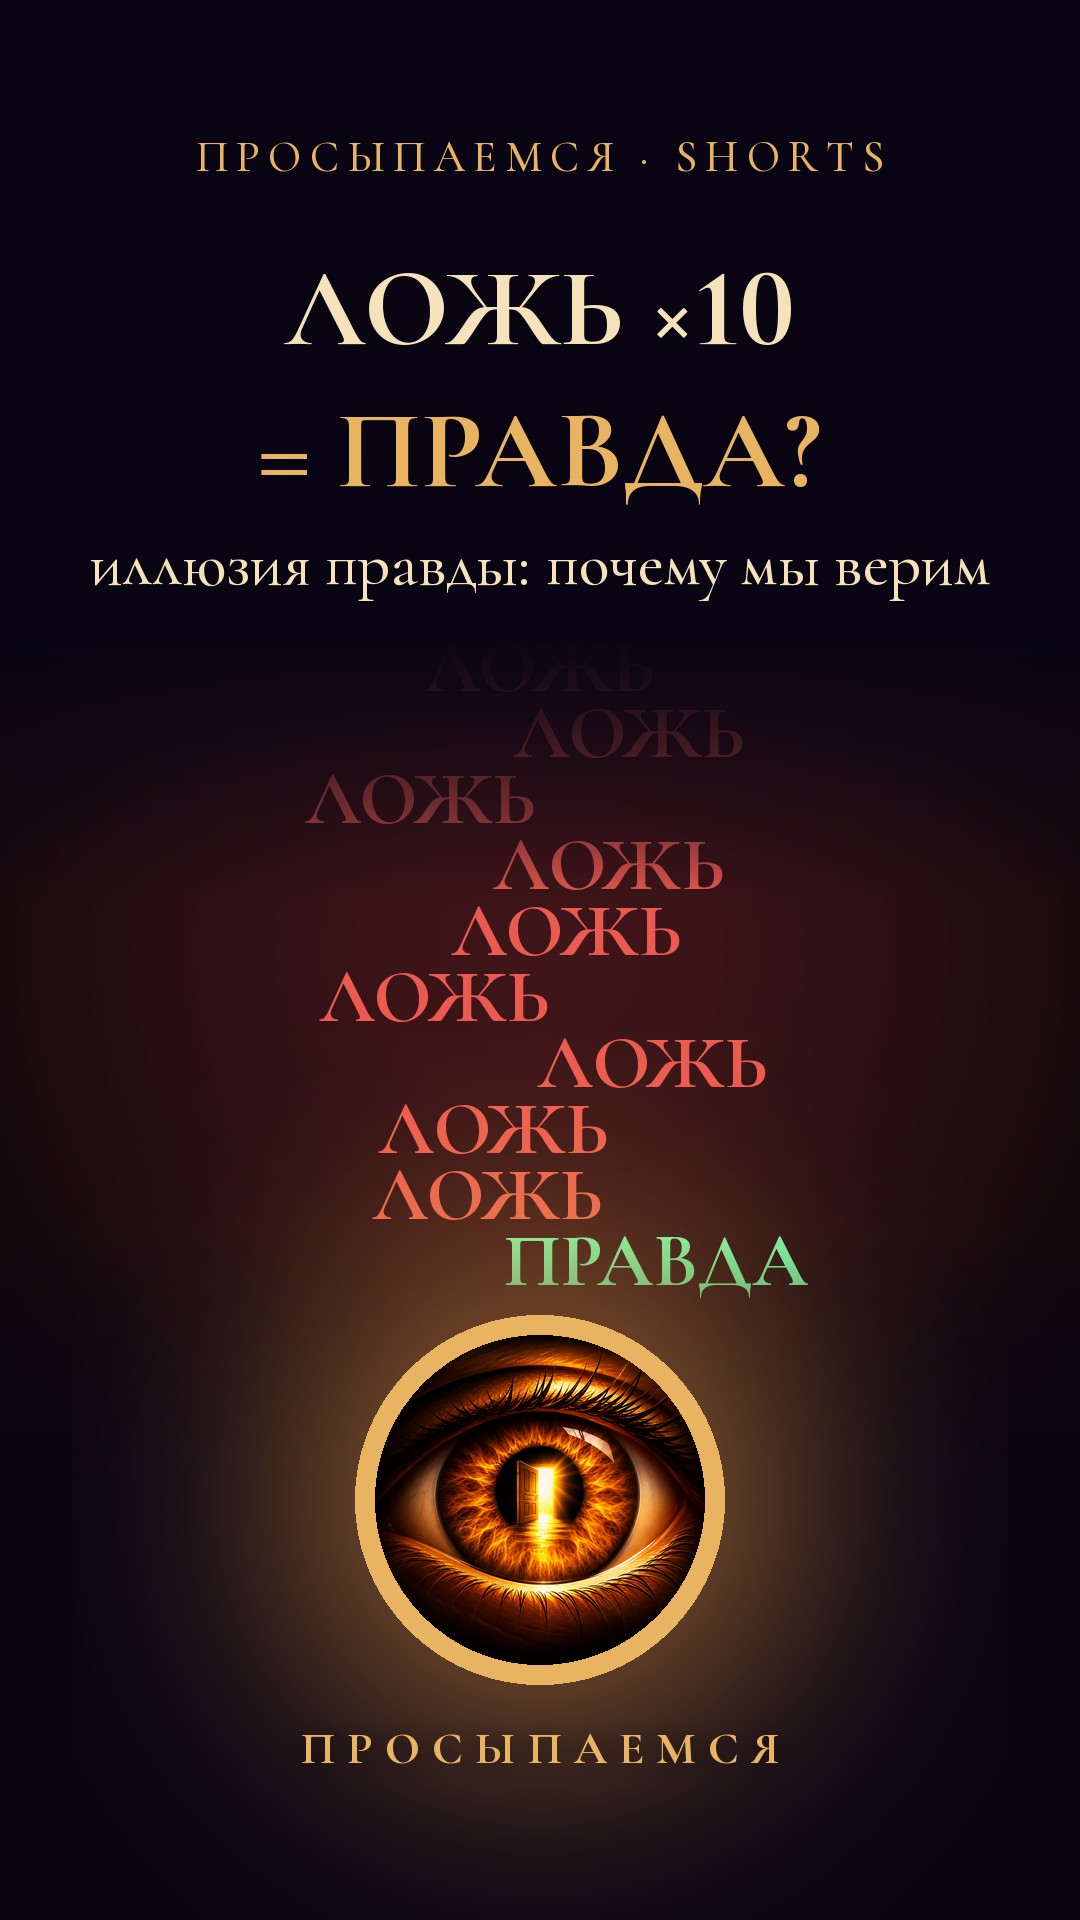 ПРОСЫПАЕМСЯ · SHORTS
ЛОЖЬ ×10
= ПРАВДА?
иллюзия правды: почему мы верим
ЛОЖЬ
ЛОЖЬ
ЛОЖЬ
ЛОЖЬ
ЛОЖЬ
ЛОЖЬ
ЛОЖЬ
ЛОЖЬ
ЛОЖЬ
ПРАВДА
ПРОСЫПАЕМСЯ